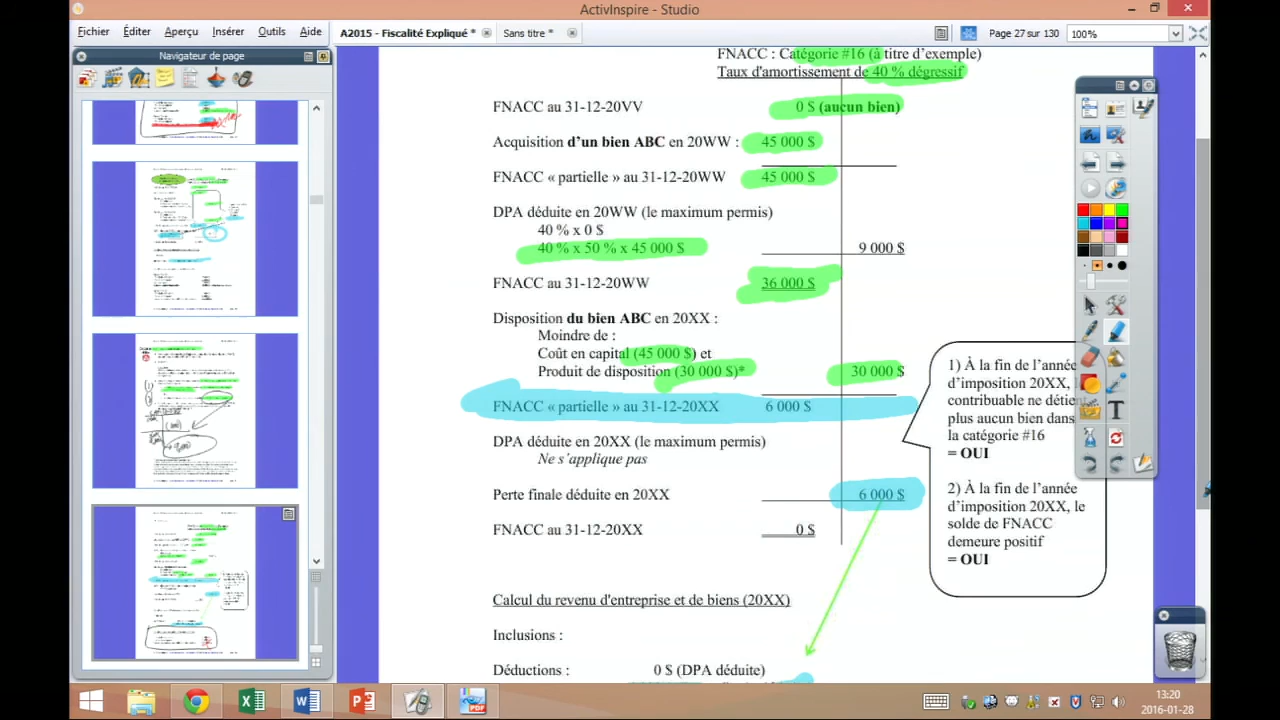 ActivInspire - Studio
Fichier Éditer Aperçu Insérer Outils Aide
A2015 - Fiscalité Expliqué * Sans titre *
Page 27 sur 130 100%
Navigateur de page
FNACC : Catégorie #16 (à titre d'exemple)
Taux d'amortissement de 40 % dégressif
FNACC au 31-12-20VV 0 $ (aucun bien)
Acquisition d'un bien ABC en 20WW : 45 000 $
FNACC « partielle » au 31-12-20WW 45 000 $
DPA déduite en 20WW (le maximum permis)
40 % x 0 $
40 % x 50 % x 45 000 $ 9 000 $
FNACC au 31-12-20WW 36 000 $
Disposition du bien ABC en 20XX :
Moindre de :
Coût en capital (45 000 $) et
Produit de disposition (30 000 $)* 30 000 $
FNACC « partielle » au 31-12-20XX 6 000 $
DPA déduite en 20XX (le maximum permis)
Ne s'applique pas
Perte finale déduite en 20XX 6 000 $
FNACC au 31-12-20XX 0 $
1) À la fin de l'année
d'imposition 20XX,
contribuable ne détient
plus aucun bien dans
la catégorie #16
= OUI
2) À la fin de l'année
d'imposition 20XX, le
solde de FNACC
demeure positif
= OUI
Calcul du revenu d'entreprise et de biens (20XX)
Inclusions :
Déductions : 0 $ (DPA déduite)
13:20
2016-01-28